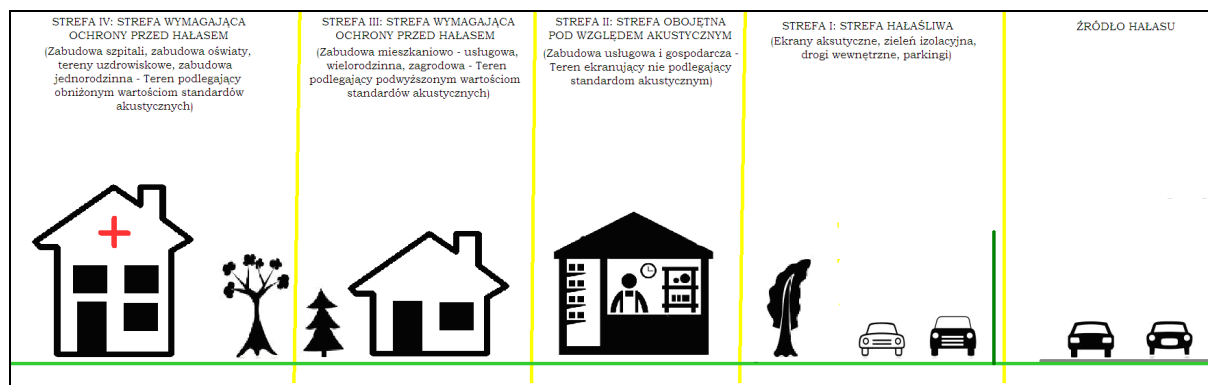 STREFA IV: STREFA WYMAGAJĄCA
OCHRONY PRZED HAŁASEM
(Zabudowa szpitali, zabudowa oświaty,
tereny uzdrowiskowe, zabudowa
jednorodzinna - Teren podlegający
obniżonym wartościom standardów
akustycznych)
STREFA III: STREFA WYMAGAJĄCA
OCHRONY PRZED HAŁASEM
(Zabudowa mieszkaniowo - usługowa,
wielorodzinna, zagrodowa - Teren
podlegający podwyższonym wartościom
standardów akustycznych)
STREFA II: STREFA OBOJĘTNA
POD WZGLĘDEM AKUSTYCZNYM
(Zabudowa usługowa i gospodarcza -
Teren ekranujący nie podlegający
standardom akustycznym)
STREFA I: STREFA HAŁAŚLIWA
(Ekrany aksutyczne, zieleń izolacyjna,
drogi wewnętrzne, parkingi)
ŹRÓDŁO HAŁASU